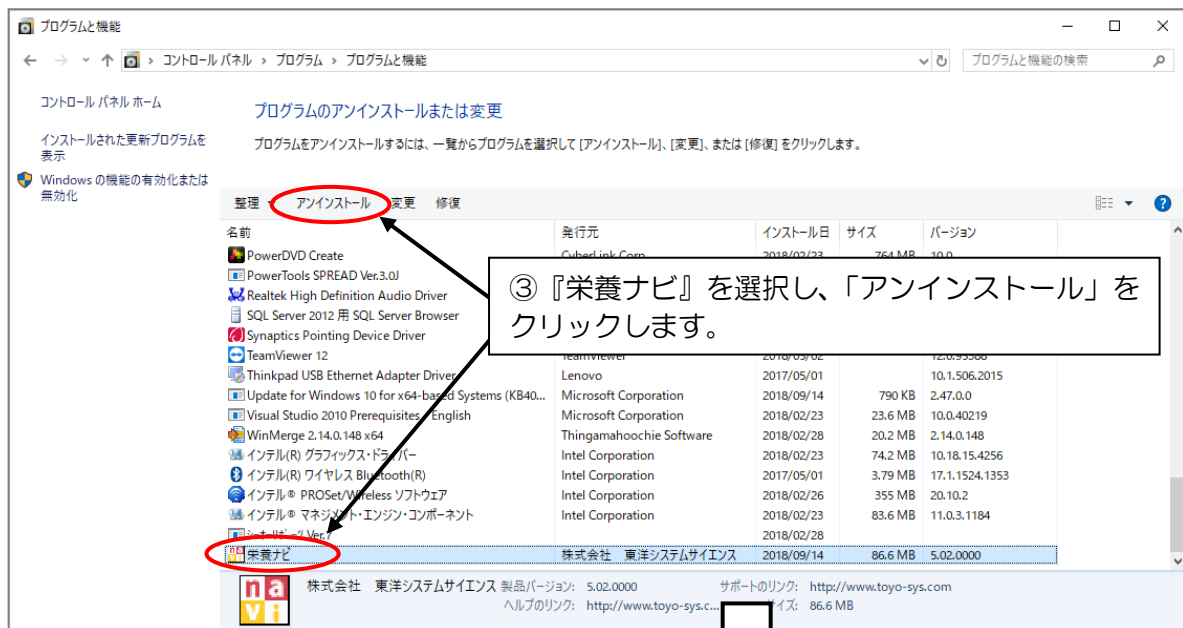 プログラムと機能
コントロール パネル › プログラム › プログラムと機能
プログラムと機能の検索
コントロール パネル ホーム
インストールされた更新プログラムを
表示
Windows の機能の有効化または
無効化
プログラムのアンインストールまたは変更
プログラムをアンインストールするには、一覧からプログラムを選択して [アンインストール]、[変更]、または [修復] をクリックします。
整理 アンインストール 変更 修復
名前 発行元 インストール日 サイズ バージョン
PowerDVD Create CyberLink Corp. 2018/02/23 764 MB 10.0
PowerTools SPREAD Ver.3.0J
Realtek High Definition Audio Driver
SQL Server 2012 用 SQL Server Browser
Synaptics Pointing Device Driver
③『栄養ナビ』を選択し、「アンインストール」を
クリックします。
TeamViewer 12 TeamViewer 2018/03/02
Thinkpad USB Ethernet Adapter Driver Lenovo 2017/05/01 10.1.506.2015
Update for Windows 10 for x64-based Systems (KB40... Microsoft Corporation 2018/09/14 790 KB 2.47.0.0
Visual Studio 2010 Prerequisites - English Microsoft Corporation 2018/02/23 23.6 MB 10.0.40219
WinMerge 2.14.0.148 x64 Thingamahoochie Software 2018/02/28 20.2 MB 2.14.0.148
インテル(R) グラフィックス・ドライバー Intel Corporation 2018/02/23 74.2 MB 10.18.15.4256
インテル(R) ワイヤレス Bluetooth(R) Intel Corporation 2017/05/01 3.79 MB 17.1.1524.1353
インテル® PROSet/Wireless ソフトウェア Intel Corporation 2018/02/26 355 MB 20.10.2
インテル® マネジメント・エンジン・コンポーネント Intel Corporation 2018/02/23 83.6 MB 11.0.3.1184
Ver.7 2018/02/28
栄養ナビ 株式会社 東洋システムサイエンス 2018/09/14 86.6 MB 5.02.0000
navi
株式会社 東洋システムサイエンス 製品バージョン: 5.02.0000 サポートのリンク: http://www.toyo-sys.com
ヘルプのリンク: http://www.toyo-sys.c... サイズ: 86.6 MB